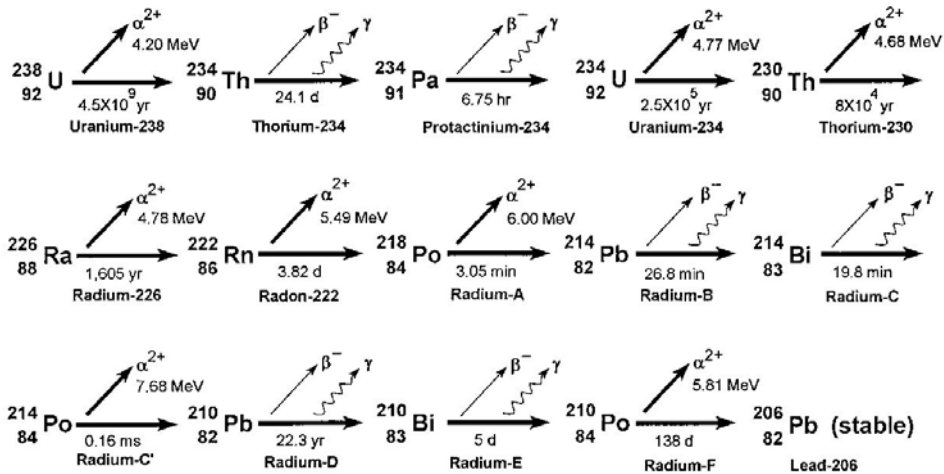 α2+ β− γ β− γ α2+ α2+
4.20 MeV 4.77 MeV 4.68 MeV
238 U 92 234 Th 90 234 Pa 91 234 U 92 230 Th 90
4.5X10^9 yr 24.1 d 6.75 hr 2.5X10^5 yr 8X10^4 yr
Uranium-238 Thorium-234 Protactinium-234 Uranium-234 Thorium-230
α2+ α2+ α2+ β− γ β− γ
4.78 MeV 5.49 MeV 6.00 MeV
226 Ra 88 222 Rn 86 218 Po 84 214 Pb 82 214 Bi 83
1,605 yr 3.82 d 3.05 min 26.8 min 19.8 min
Radium-226 Radon-222 Radium-A Radium-B Radium-C
α2+ β− γ β− γ α2+
7.68 MeV 5.81 MeV
214 Po 84 210 Pb 82 210 Bi 83 210 Po 84 206 Pb 82 (stable)
0.16 ms 22.3 yr 5 d 138 d
Radium-C' Radium-D Radium-E Radium-F Lead-206